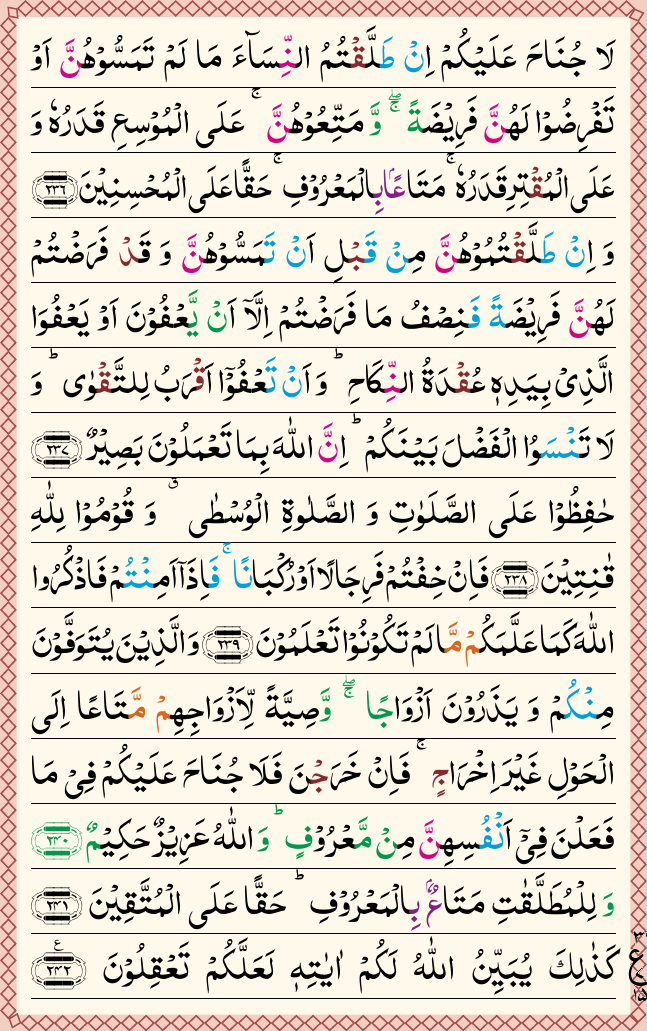 لَا جُنَاحَ عَلَيْكُمْ اِنْ طَلَّقْتُمُ النِّسَآءَ مَا لَمْ تَمَسُّوْهُنَّ اَوْ
تَفْرِضُوْا لَهُنَّ فَرِيْضَةً ۚۖ وَّ مَتِّعُوْهُنَّ ۚ عَلَى الْمُوْسِعِ قَدَرُهٗ وَ
عَلَى الْمُقْتِرِ قَدَرُهٗ ۚ مَتَاعًۢا بِالْمَعْرُوْفِ ۚ حَقًّا عَلَى الْمُحْسِنِيْنَ ﴿۲۳۶﴾
وَ اِنْ طَلَّقْتُمُوْهُنَّ مِنْ قَبْلِ اَنْ تَمَسُّوْهُنَّ وَ قَدْ فَرَضْتُمْ
لَهُنَّ فَرِيْضَةً فَنِصْفُ مَا فَرَضْتُمْ اِلَّاۤ اَنْ يَّعْفُوْنَ اَوْ يَعْفُوَا
الَّذِىْ بِيَدِهٖ عُقْدَةُ النِّكَاحِ ؕ وَ اَنْ تَعْفُوْۤا اَقْرَبُ لِلتَّقْوٰى ؕ وَ
لَا تَنْسَوُا الْفَضْلَ بَيْنَكُمْ ؕ اِنَّ اللّٰهَ بِمَا تَعْمَلُوْنَ بَصِيْرٌ ﴿۲۳۷﴾
حٰفِظُوْا عَلَى الصَّلَوٰتِ وَ الصَّلٰوةِ الْوُسْطٰى ۗ وَ قُوْمُوْا لِلّٰهِ
قٰنِتِيْنَ ﴿۲۳۸﴾ فَاِنْ خِفْتُمْ فَرِجَالًا اَوْ رُكْبَانًا ۚ فَاِذَاۤ اَمِنْتُمْ فَاذْكُرُوا
اللّٰهَ كَمَا عَلَّمَكُمْ مَّا لَمْ تَكُوْنُوْا تَعْلَمُوْنَ ﴿۲۳۹﴾ وَالَّذِيْنَ يُتَوَفَّوْنَ
مِنْكُمْ وَ يَذَرُوْنَ اَزْوَاجًا ۚۖ وَّصِيَّةً لِّاَزْوَاجِهِمْ مَّتَاعًا اِلَى
الْحَوْلِ غَيْرَ اِخْرَاجٍ ۚ فَاِنْ خَرَجْنَ فَلَا جُنَاحَ عَلَيْكُمْ فِىْ مَا
فَعَلْنَ فِىْۤ اَنْفُسِهِنَّ مِنْ مَّعْرُوْفٍ ؕ وَ اللّٰهُ عَزِيْزٌ حَكِيْمٌ ﴿۲۴۰﴾
وَ لِلْمُطَلَّقٰتِ مَتَاعٌۢ بِالْمَعْرُوْفِ ؕ حَقًّا عَلَى الْمُتَّقِيْنَ ﴿۲۴۱﴾
كَذٰلِكَ يُبَيِّنُ اللّٰهُ لَكُمْ اٰيٰتِهٖ لَعَلَّكُمْ تَعْقِلُوْنَ ﴿۲۴۲﴾